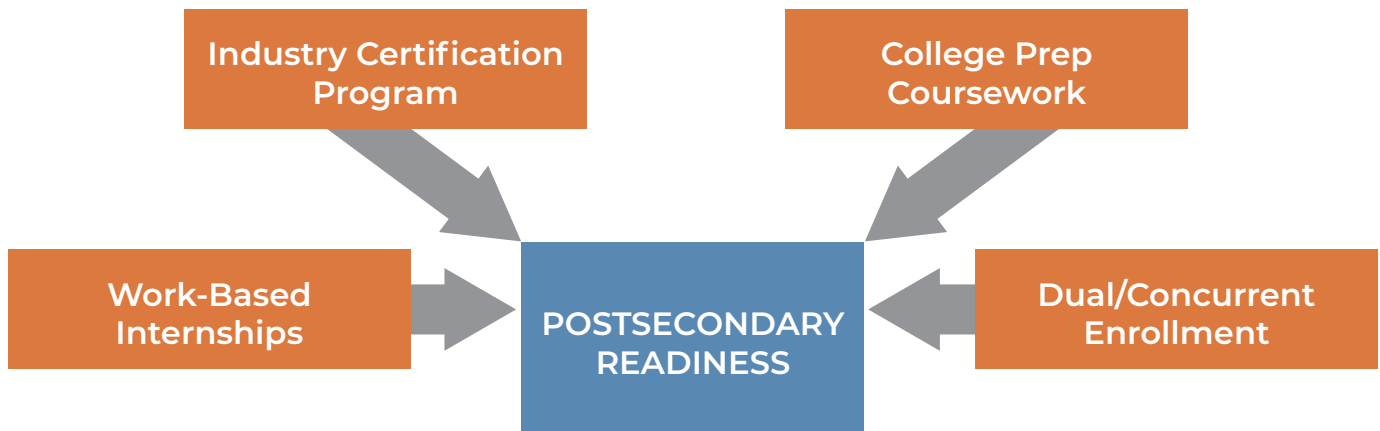 Industry Certification
Program
College Prep
Coursework
Work-Based
Internships
POSTSECONDARY
READINESS
Dual/Concurrent
Enrollment